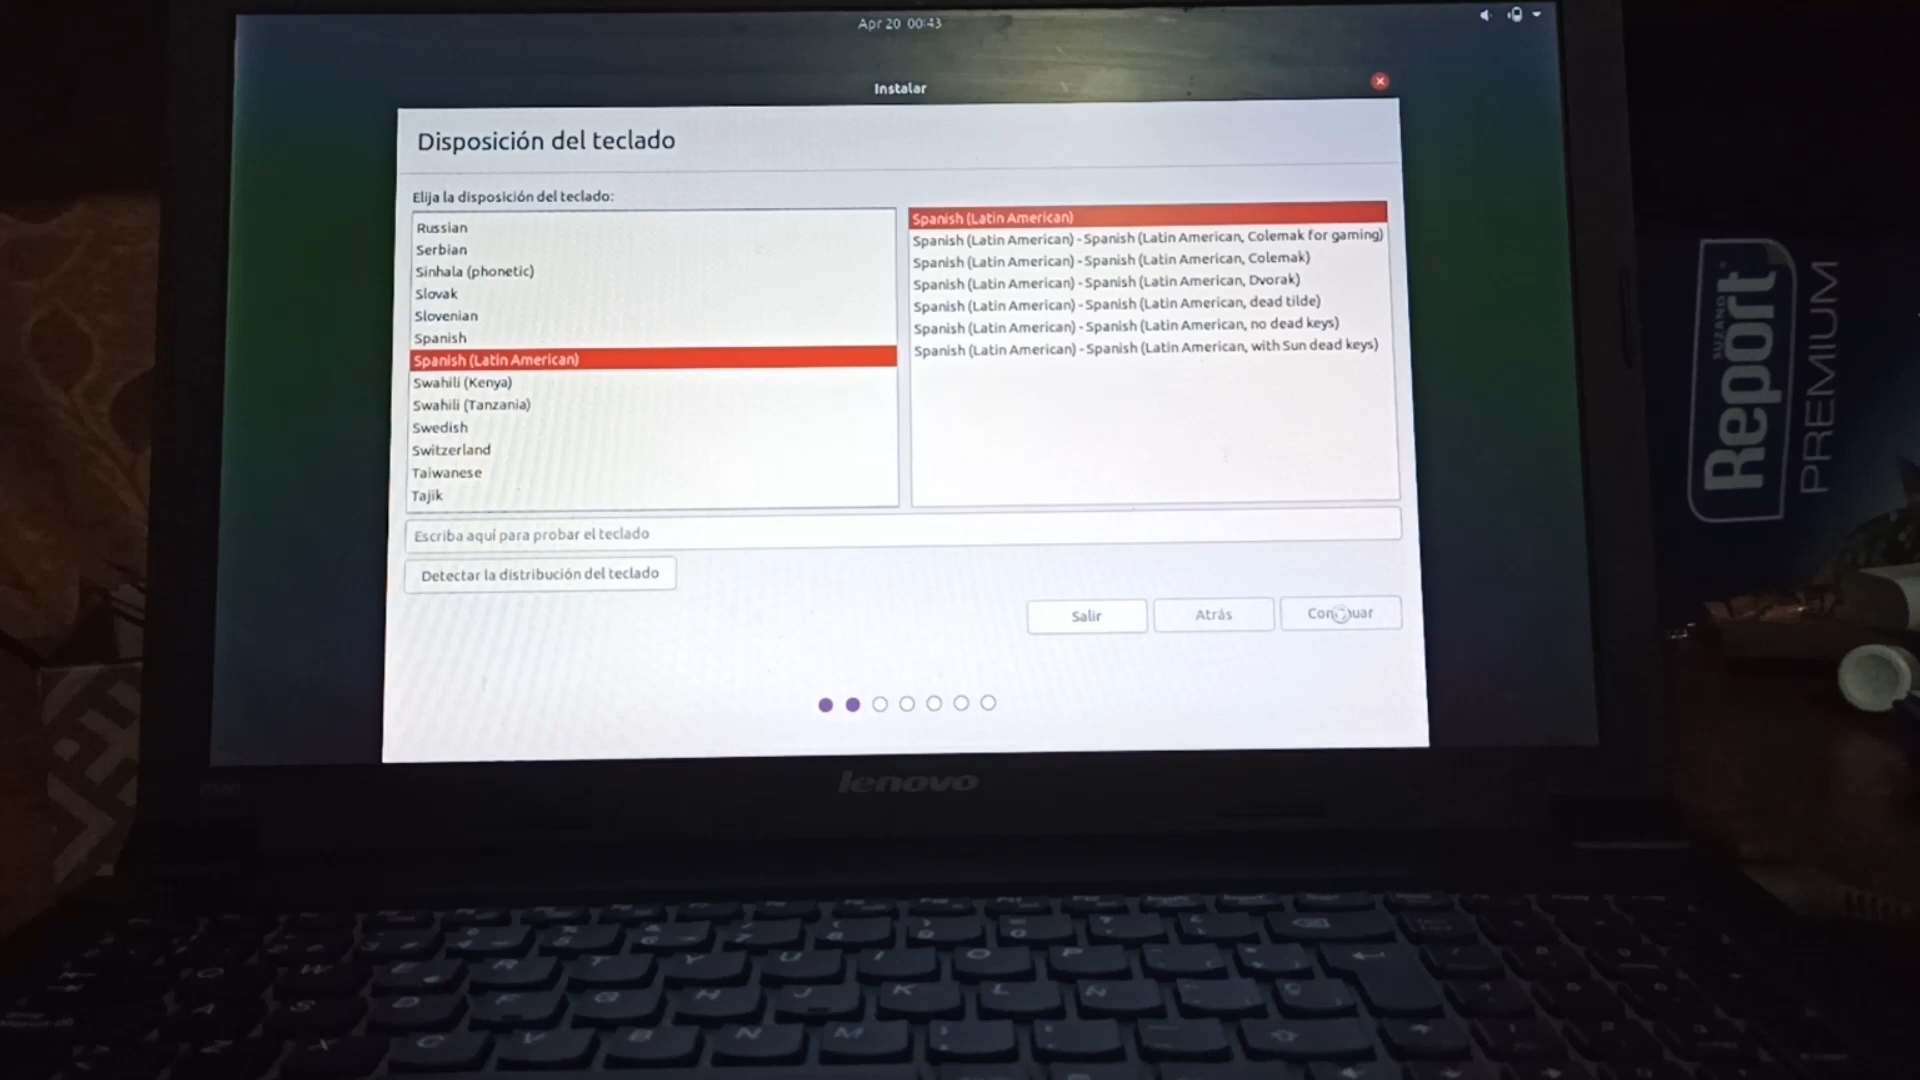 Apr 20 00:43
Instalar
Disposición del teclado
Elija la disposición del teclado:
Russian
Serbian
Sinhala (phonetic)
Slovak
Slovenian
Spanish
Spanish (Latin American)
Swahili (Kenya)
Swahili (Tanzania)
Swedish
Switzerland
Taiwanese
Tajik
Spanish (Latin American)
Spanish (Latin American) - Spanish (Latin American, Colemak for gaming)
Spanish (Latin American) - Spanish (Latin American, Colemak)
Spanish (Latin American) - Spanish (Latin American, Dvorak)
Spanish (Latin American) - Spanish (Latin American, dead tilde)
Spanish (Latin American) - Spanish (Latin American, no dead keys)
Spanish (Latin American) - Spanish (Latin American, with Sun dead keys)
Escriba aquí para probar el teclado
Detectar la distribución del teclado
Salir
Atrás
Continuar
lenovo
SUZANO
Report
PREMIUM
Q W E R T Y U I O P
A S D F G H J K L Ñ
Z X C V B N M